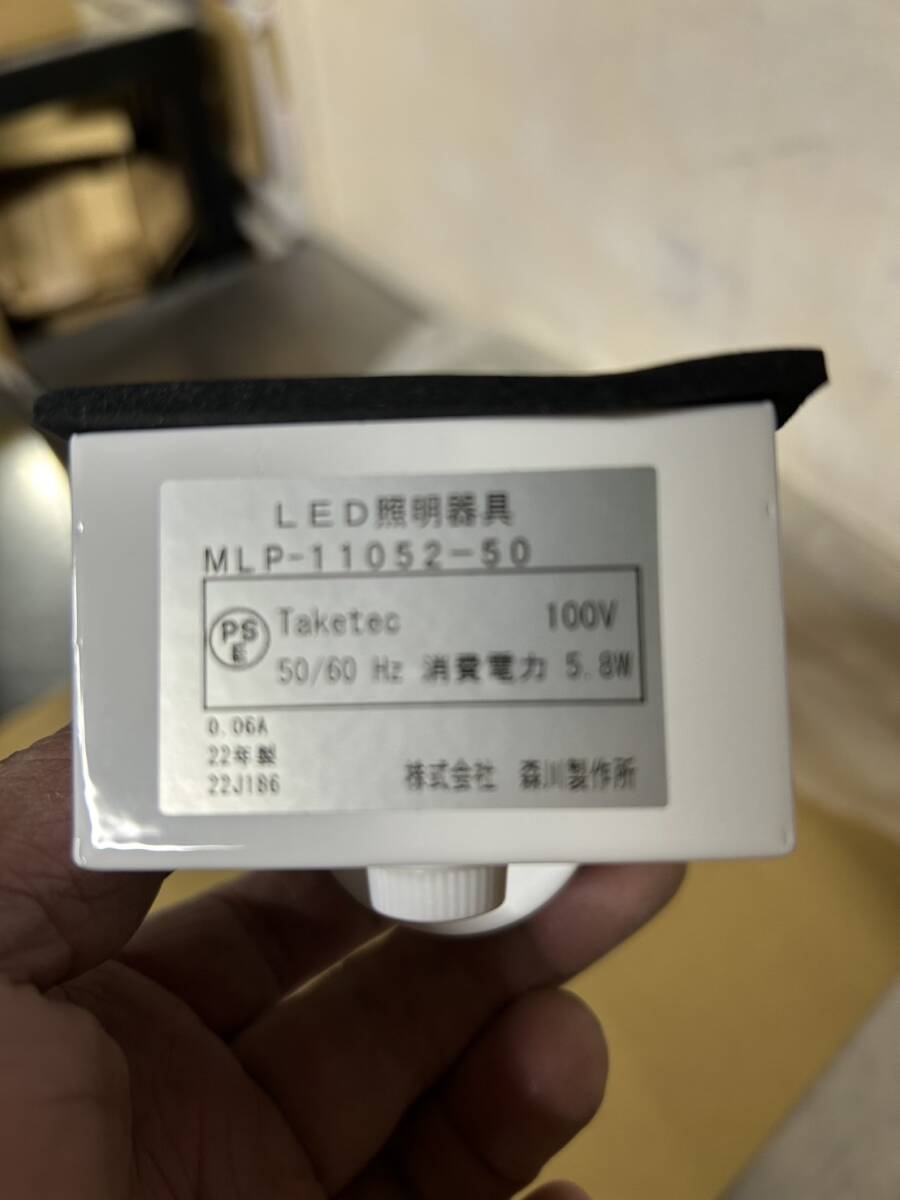 LED照明器具
MLP-11052-50
PSE Taketec 100V
50/60 Hz 消費電力 5.8W
0.06A
22年製
22J186
株式会社 森川製作所